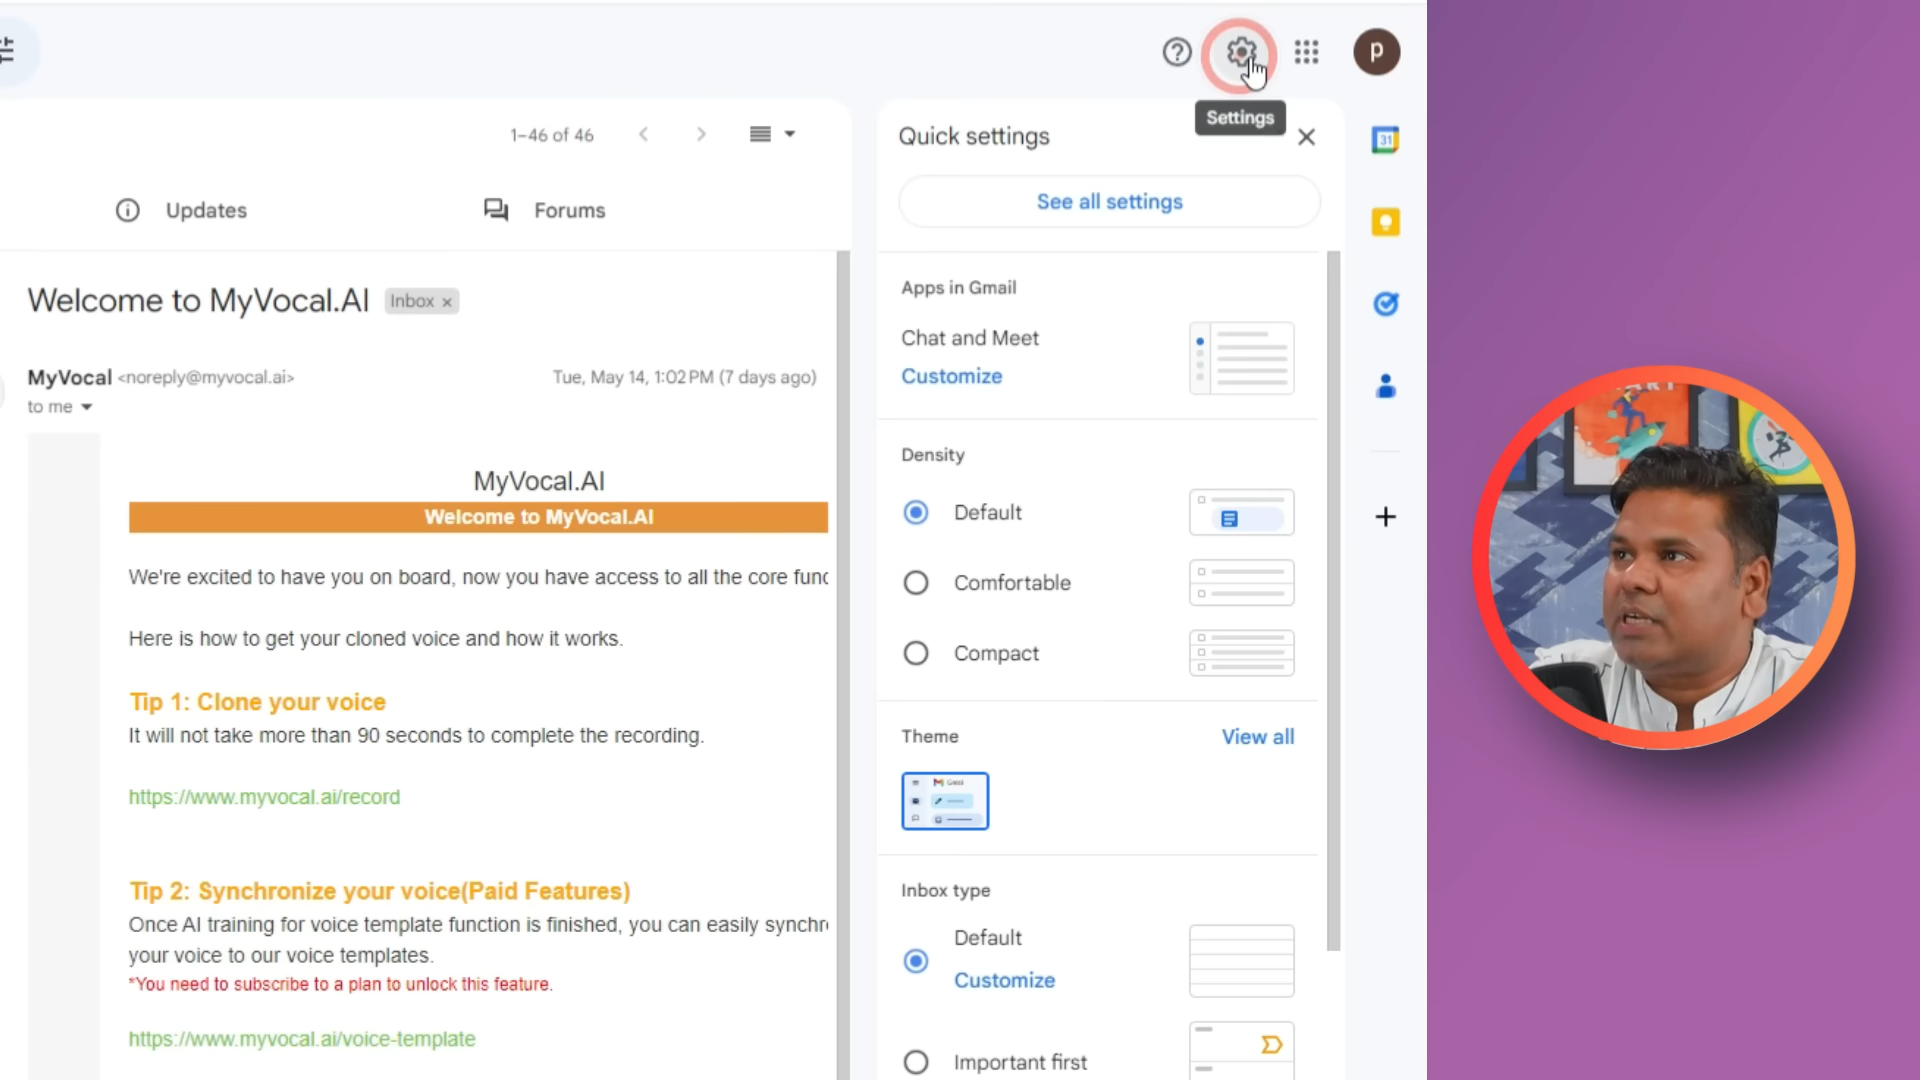 p
Settings
1–46 of 46
Quick settings
See all settings
31
Updates
Forums
Apps in Gmail
Welcome to MyVocal.AI
Inbox ×
Chat and Meet
Customize
MyVocal <noreply@myvocal.ai>
Tue, May 14, 1:02 PM (7 days ago)
to me
Density
MyVocal.AI
Welcome to MyVocal.AI
Default
We're excited to have you on board, now you have access to all the core func
Comfortable
Here is how to get your cloned voice and how it works.
Compact
Tip 1: Clone your voice
It will not take more than 90 seconds to complete the recording.
Theme
View all
Gmail
https://www.myvocal.ai/record
Tip 2: Synchronize your voice(Paid Features)
Inbox type
Once AI training for voice template function is finished, you can easily synchr
Default
your voice to our voice templates.
Customize
*You need to subscribe to a plan to unlock this feature.
https://www.myvocal.ai/voice-template
Important first